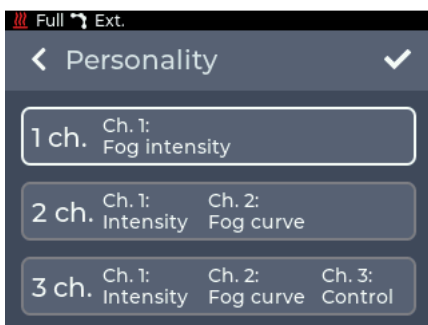 Full Ext.
Personality
1 ch. Ch. 1:
Fog intensity
2 ch. Ch. 1: Ch. 2:
Intensity Fog curve
3 ch. Ch. 1: Ch. 2: Ch. 3:
Intensity Fog curve Control